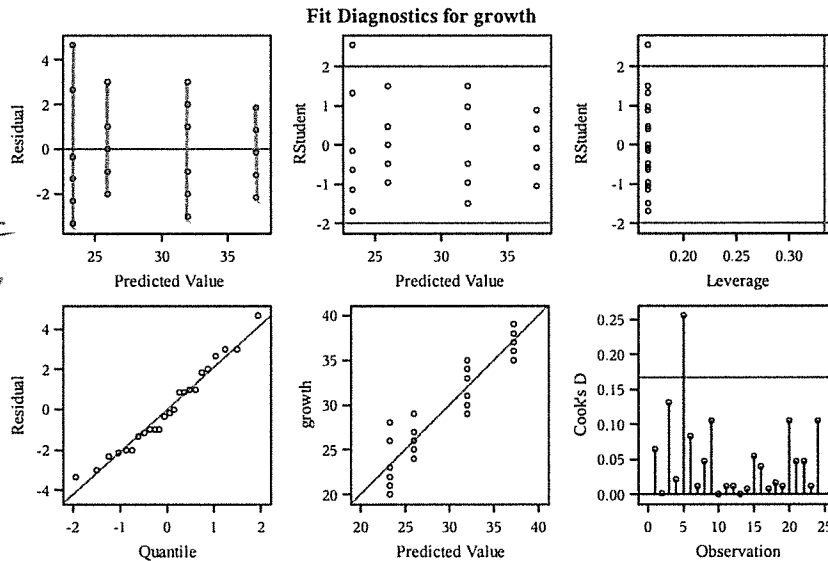 Fit Diagnostics for growth
Residual
4
2
0
-2
25 30 35
Predicted Value
RStudent
2
1
0
-1
-2
25 30 35
Predicted Value
RStudent
2
1
0
-1
-2
0.20 0.25 0.30
Leverage
Residual
4
2
0
-2
-4
-2 -1 0 1 2
Quantile
growth
40
35
30
25
20
20 25 30 35 40
Predicted Value
Cook's D
0.25
0.20
0.15
0.10
0.05
0.00
0 5 10 15 20 25
Observation